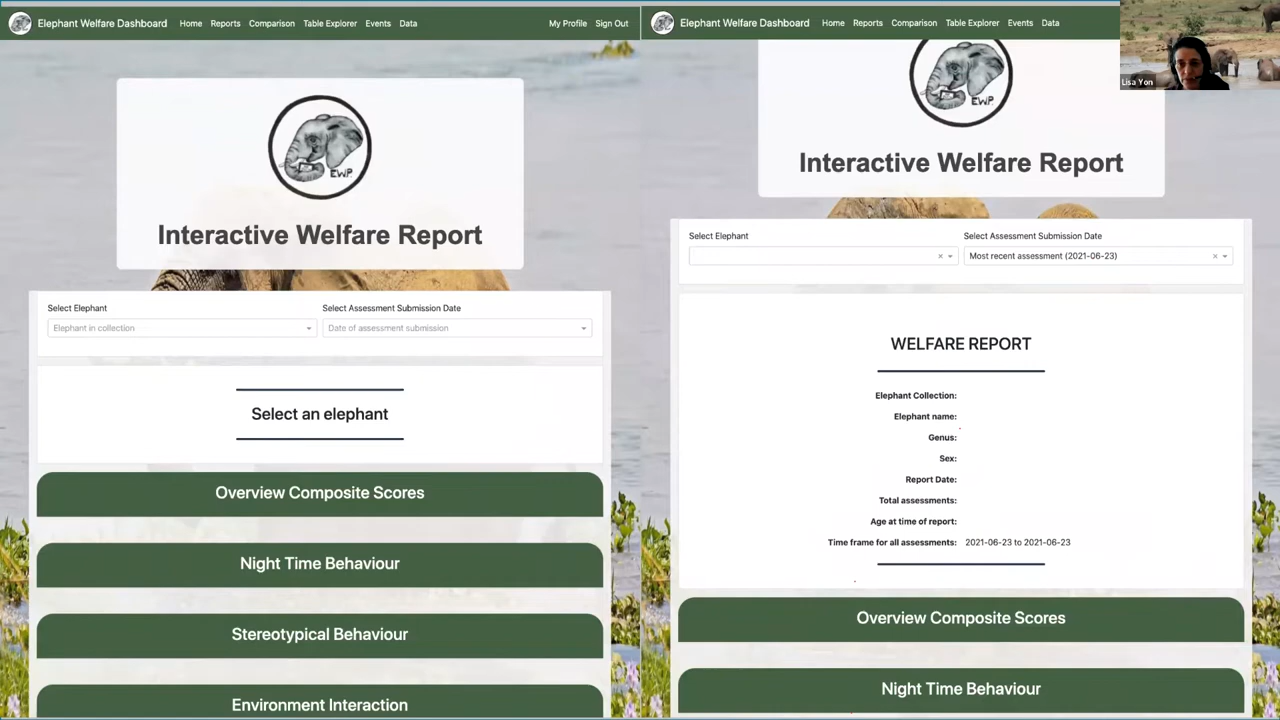 Elephant Welfare Dashboard Home Reports Comparison Table Explorer Events Data My Profile Sign Out
EWP
Interactive Welfare Report
Select Elephant Select Assessment Submission Date
Elephant in collection Date of assessment submission
Select an elephant
Overview Composite Scores
Night Time Behaviour
Stereotypical Behaviour
Environment Interaction
Elephant Welfare Dashboard Home Reports Comparison Table Explorer Events Data
Lisa Yon
EWP
Interactive Welfare Report
Select Elephant Select Assessment Submission Date
Most recent assessment (2021-06-23)
WELFARE REPORT
Elephant Collection:
Elephant name:
Genus:
Sex:
Report Date:
Total assessments:
Age at time of report:
Time frame for all assessments: 2021-06-23 to 2021-06-23
Overview Composite Scores
Night Time Behaviour